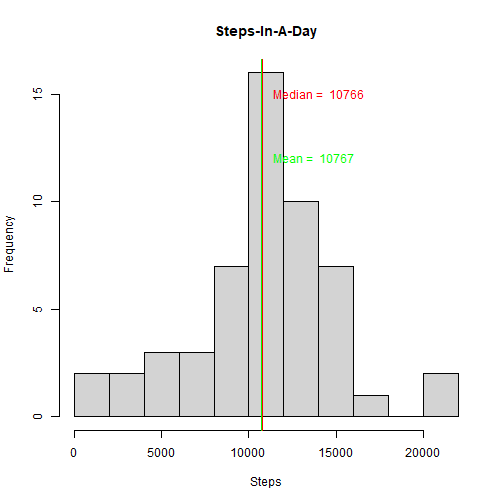 Steps-In-A-Day
Frequency
15
10
5
0
Median = 10766
Mean = 10767
0 5000 10000 15000 20000
Steps